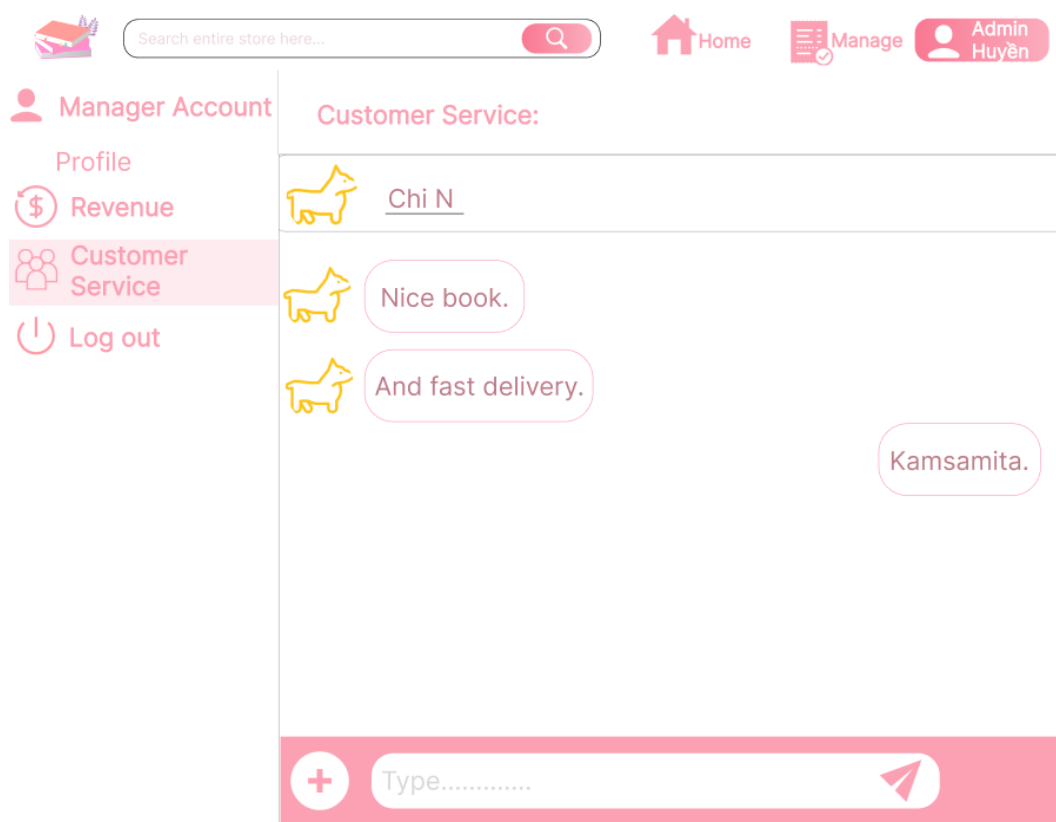 Search entire store here...
Home
Manage
Admin
Huyền
Manager Account
Profile
Revenue
Customer
Service
Log out
Customer Service:
Chi N
Nice book.
And fast delivery.
Kamsamita.
Type.............